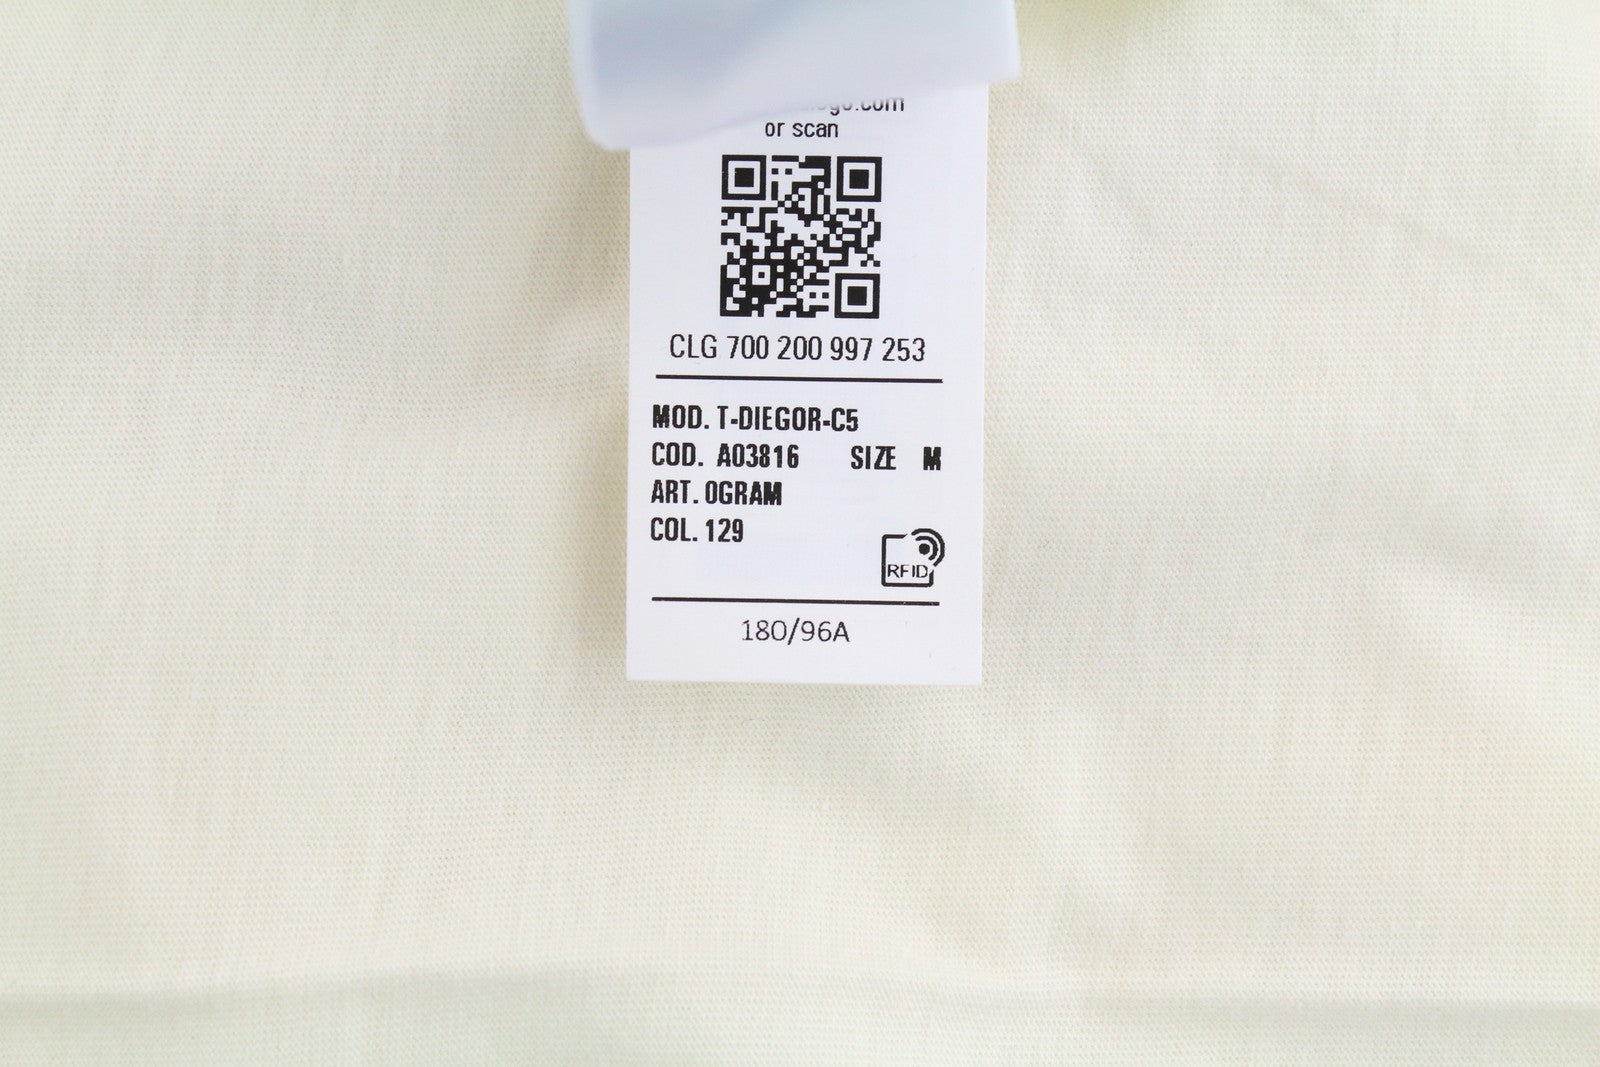 or scan
CLG 700 200 997 253
MOD. T-DIEGOR-C5
COD. A03816 SIZE M
ART. 0GRAM
COL. 129
RFID
180/96A